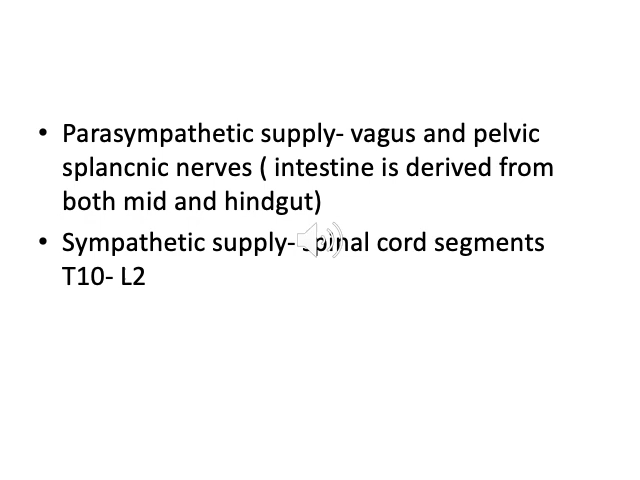 • Parasympathetic supply- vagus and pelvic
splancnic nerves ( intestine is derived from
both mid and hindgut)
• Sympathetic supply- spinal cord segments
T10- L2